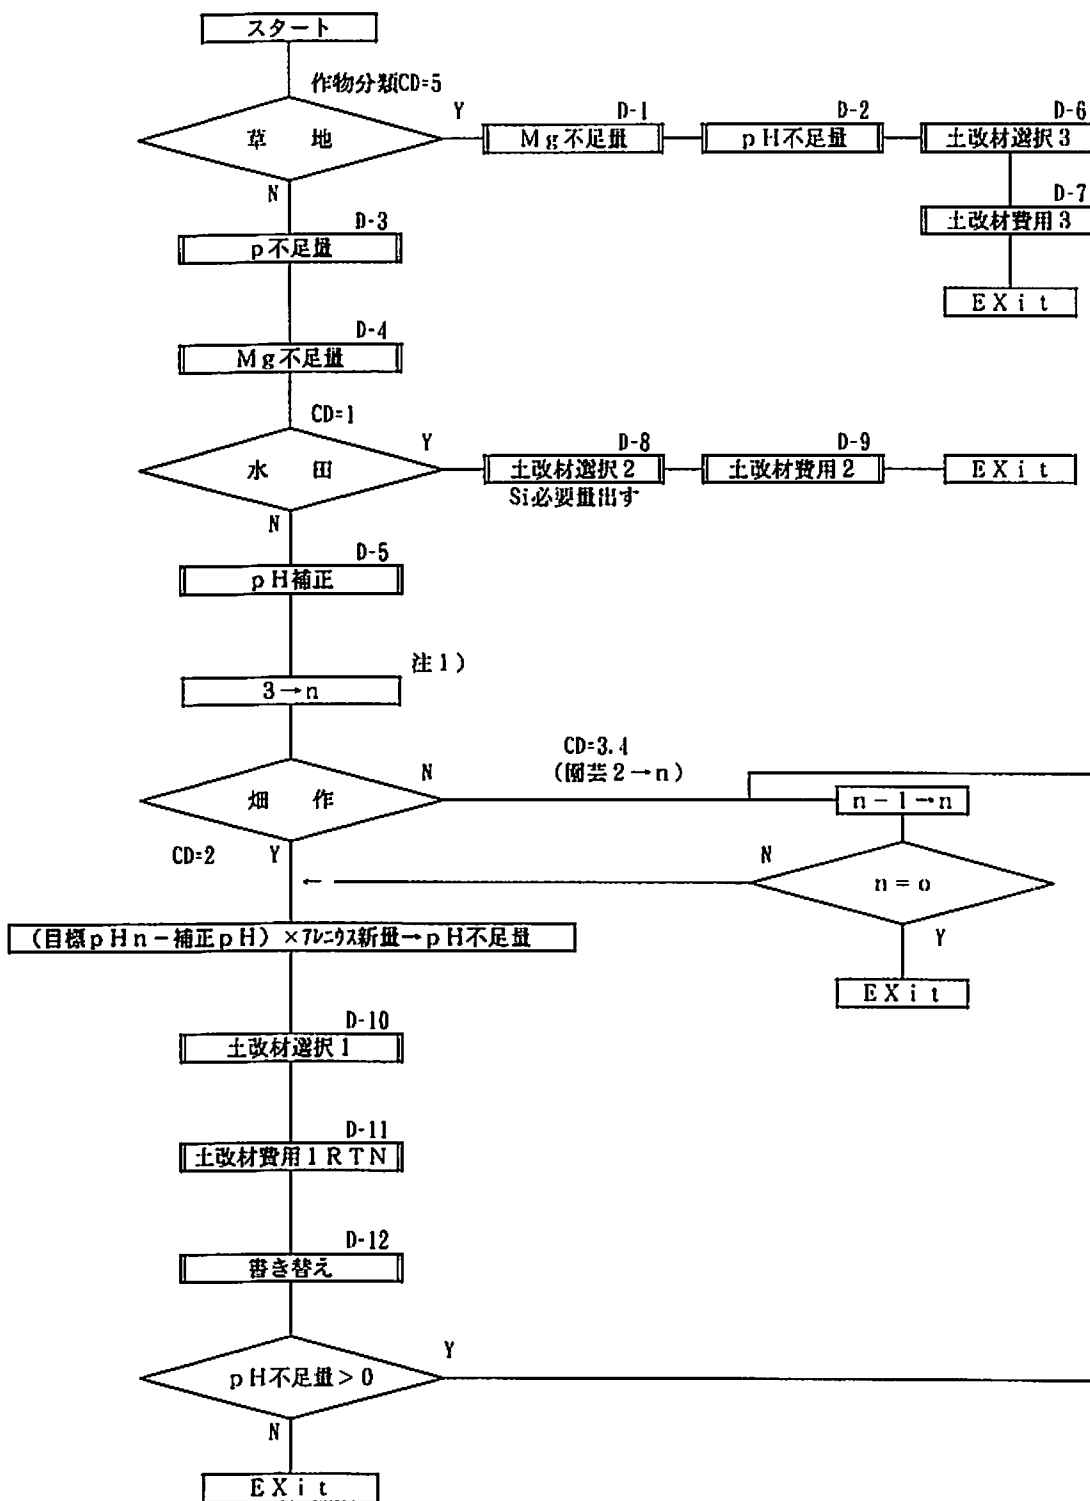 スタート
作物分類CD=5
草　地
Y
D-1
Mg不足量
D-2
pH不足量
D-6
土改材選択3
D-7
土改材費用3
EXit
N
D-3
p不足量
D-4
Mg不足量
CD=1
水　田
Y
D-8
土改材選択2
Si必要量出す
D-9
土改材費用2
EXit
N
D-5
pH補正
注1)
3→n
畑　作
N
CD=3.4
(園芸2→n)
n-1→n
CD=2
Y
←
N
n=o
Y
EXit
(目標pHn-補正pH)×アレニウス新量→pH不足量
D-10
土改材選択1
D-11
土改材費用1RTN
D-12
書き替え
pH不足量>0
Y
N
EXit